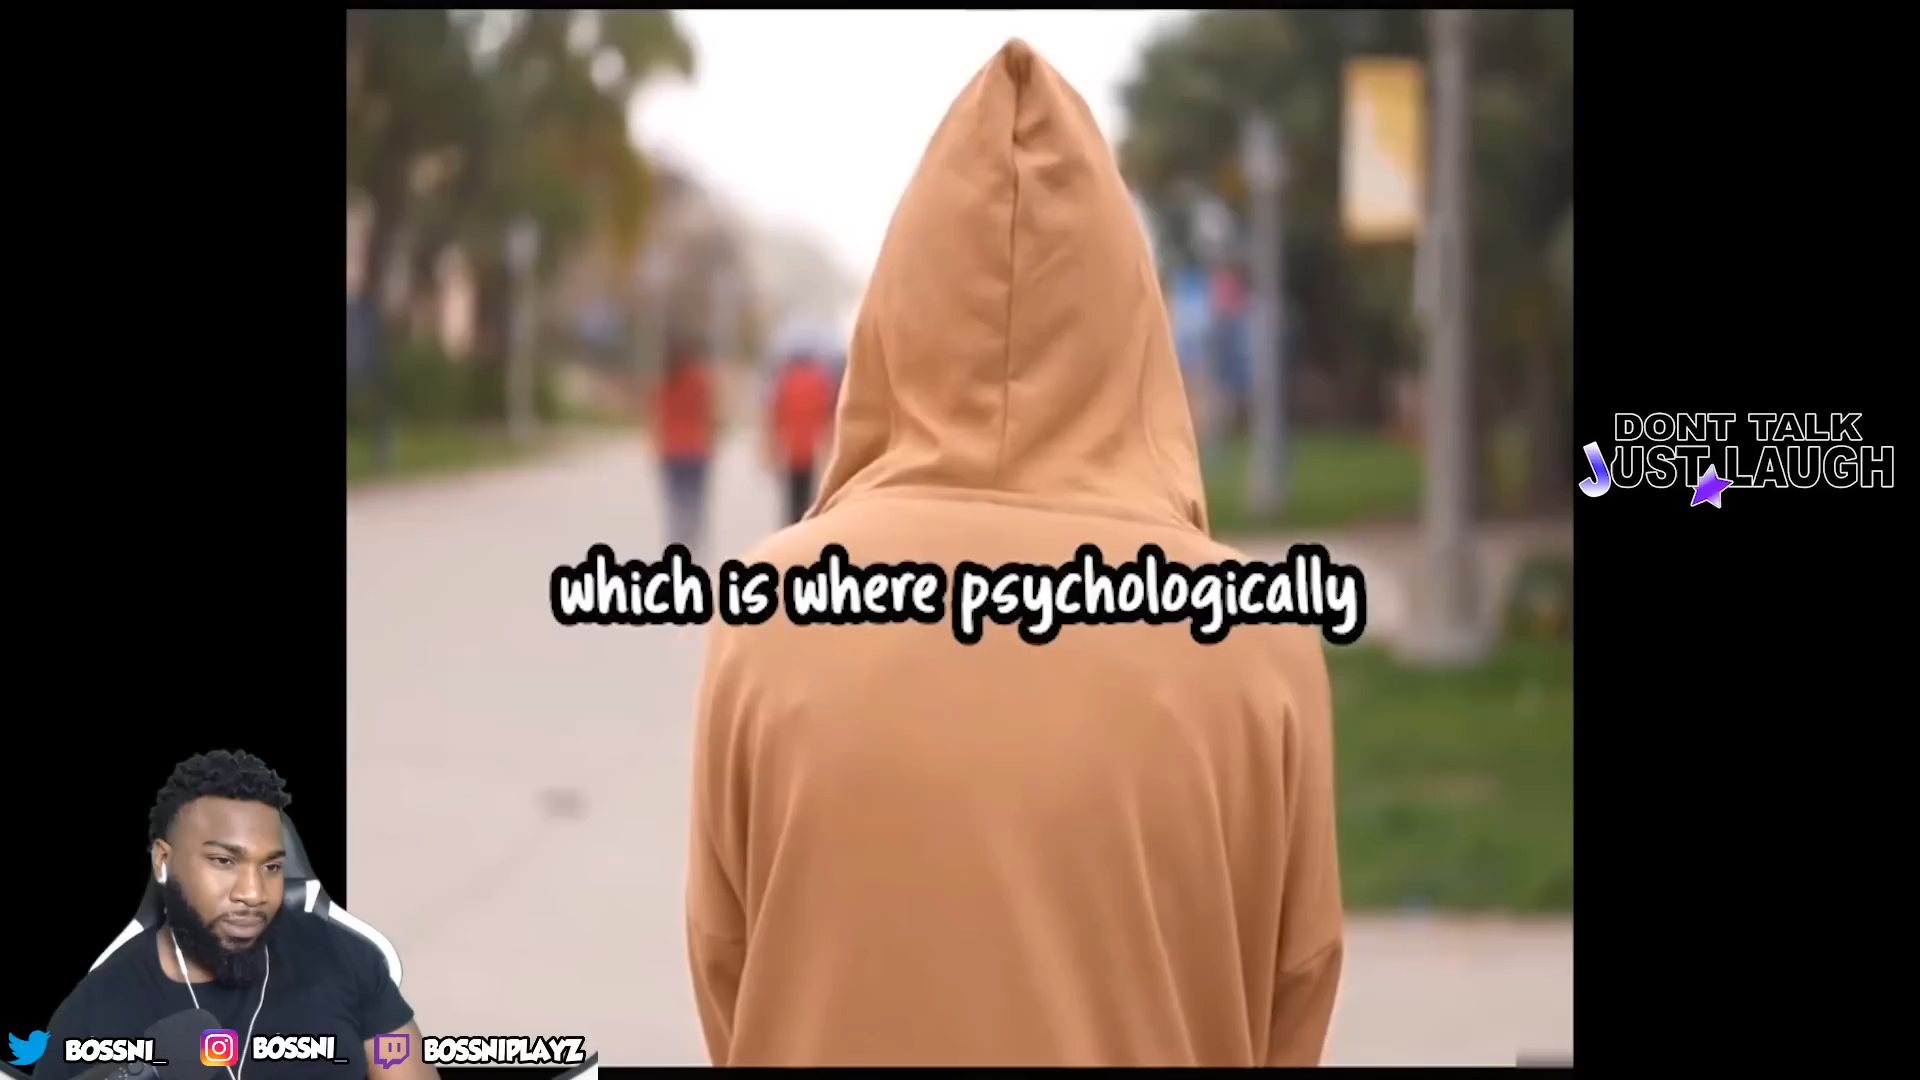 DONT TALK
JUST LAUGH
which is where psychologically
BOSSNI_
BOSSNI_
BOSSNIPLAYZ